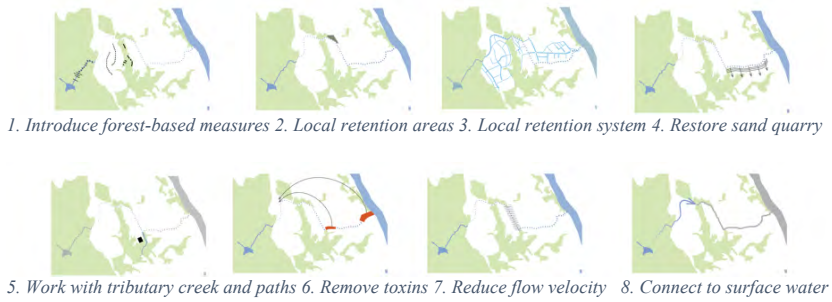 1. Introduce forest-based measures 2. Local retention areas 3. Local retention system 4. Restore sand quarry
5. Work with tributary creek and paths 6. Remove toxins 7. Reduce flow velocity 8. Connect to surface water